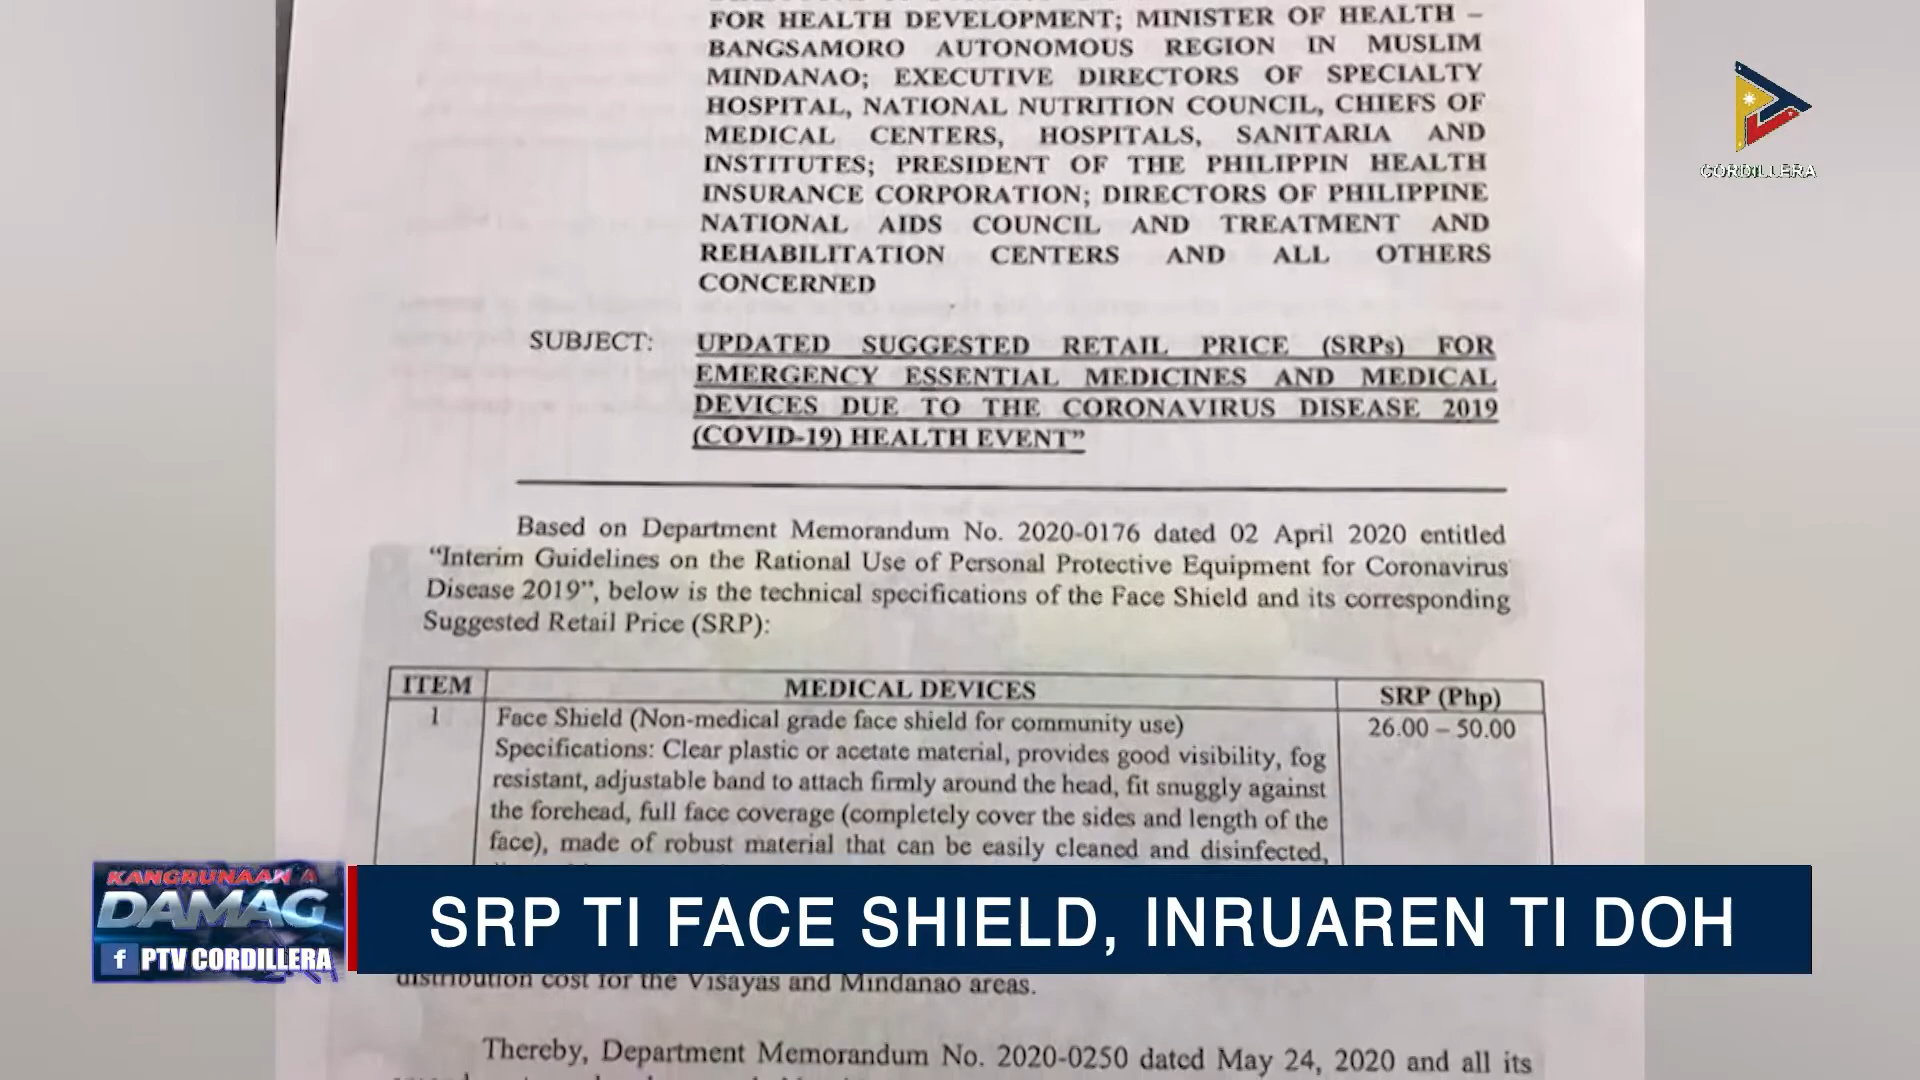 FOR HEALTH DEVELOPMENT; MINISTER OF HEALTH –
BANGSAMORO AUTONOMOUS REGION IN MUSLIM
MINDANAO; EXECUTIVE DIRECTORS OF SPECIALTY
HOSPITAL, NATIONAL NUTRITION COUNCIL, CHIEFS OF
MEDICAL CENTERS, HOSPITALS, SANITARIA AND
INSTITUTES; PRESIDENT OF THE PHILIPPIN HEALTH
INSURANCE CORPORATION; DIRECTORS OF PHILIPPINE
NATIONAL AIDS COUNCIL AND TREATMENT AND
REHABILITATION CENTERS AND ALL OTHERS
CONCERNED
CORDILLERA
SUBJECT: UPDATED SUGGESTED RETAIL PRICE (SRPs) FOR
EMERGENCY ESSENTIAL MEDICINES AND MEDICAL
DEVICES DUE TO THE CORONAVIRUS DISEASE 2019
(COVID-19) HEALTH EVENT”
Based on Department Memorandum No. 2020-0176 dated 02 April 2020 entitled
“Interim Guidelines on the Rational Use of Personal Protective Equipment for Coronavirus
Disease 2019”, below is the technical specifications of the Face Shield and its corresponding
Suggested Retail Price (SRP):
ITEM MEDICAL DEVICES SRP (Php)
1 Face Shield (Non-medical grade face shield for community use) 26.00 – 50.00
Specifications: Clear plastic or acetate material, provides good visibility, fog
resistant, adjustable band to attach firmly around the head, fit snuggly against
the forehead, full face coverage (completely cover the sides and length of the
face), made of robust material that can be easily cleaned and disinfected,
KANGRUNAAN A
DAMAG
f PTV CORDILLERA
SRP TI FACE SHIELD, INRUAREN TI DOH
distribution cost for the Visayas and Mindanao areas.
Thereby, Department Memorandum No. 2020-0250 dated May 24, 2020 and all its